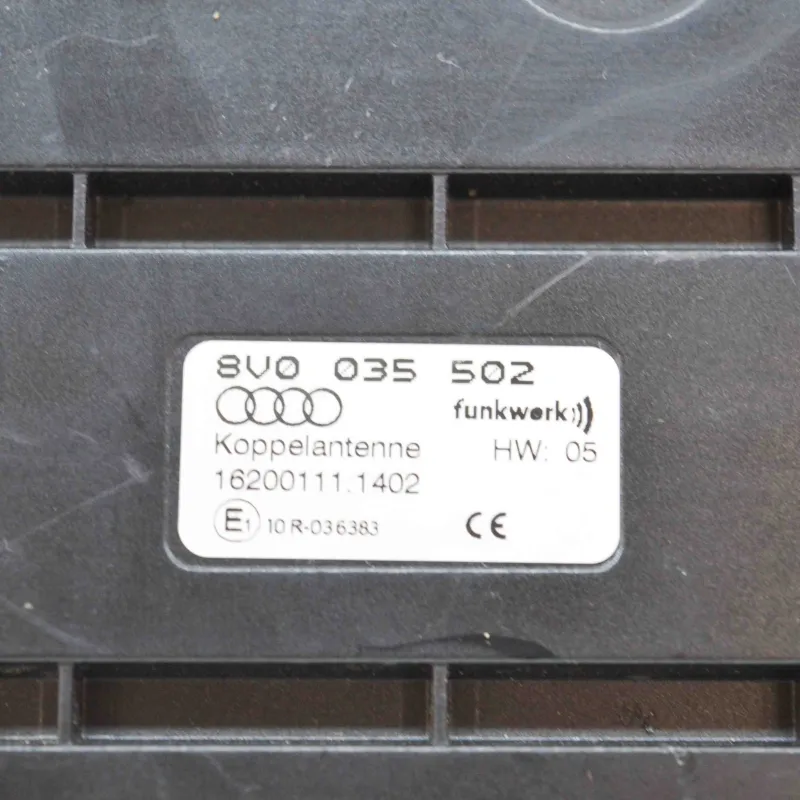 8V0 035 502
funkwerk)))
Koppelantenne HW: 05
16200111.1402
E1 10 R-036383 CE